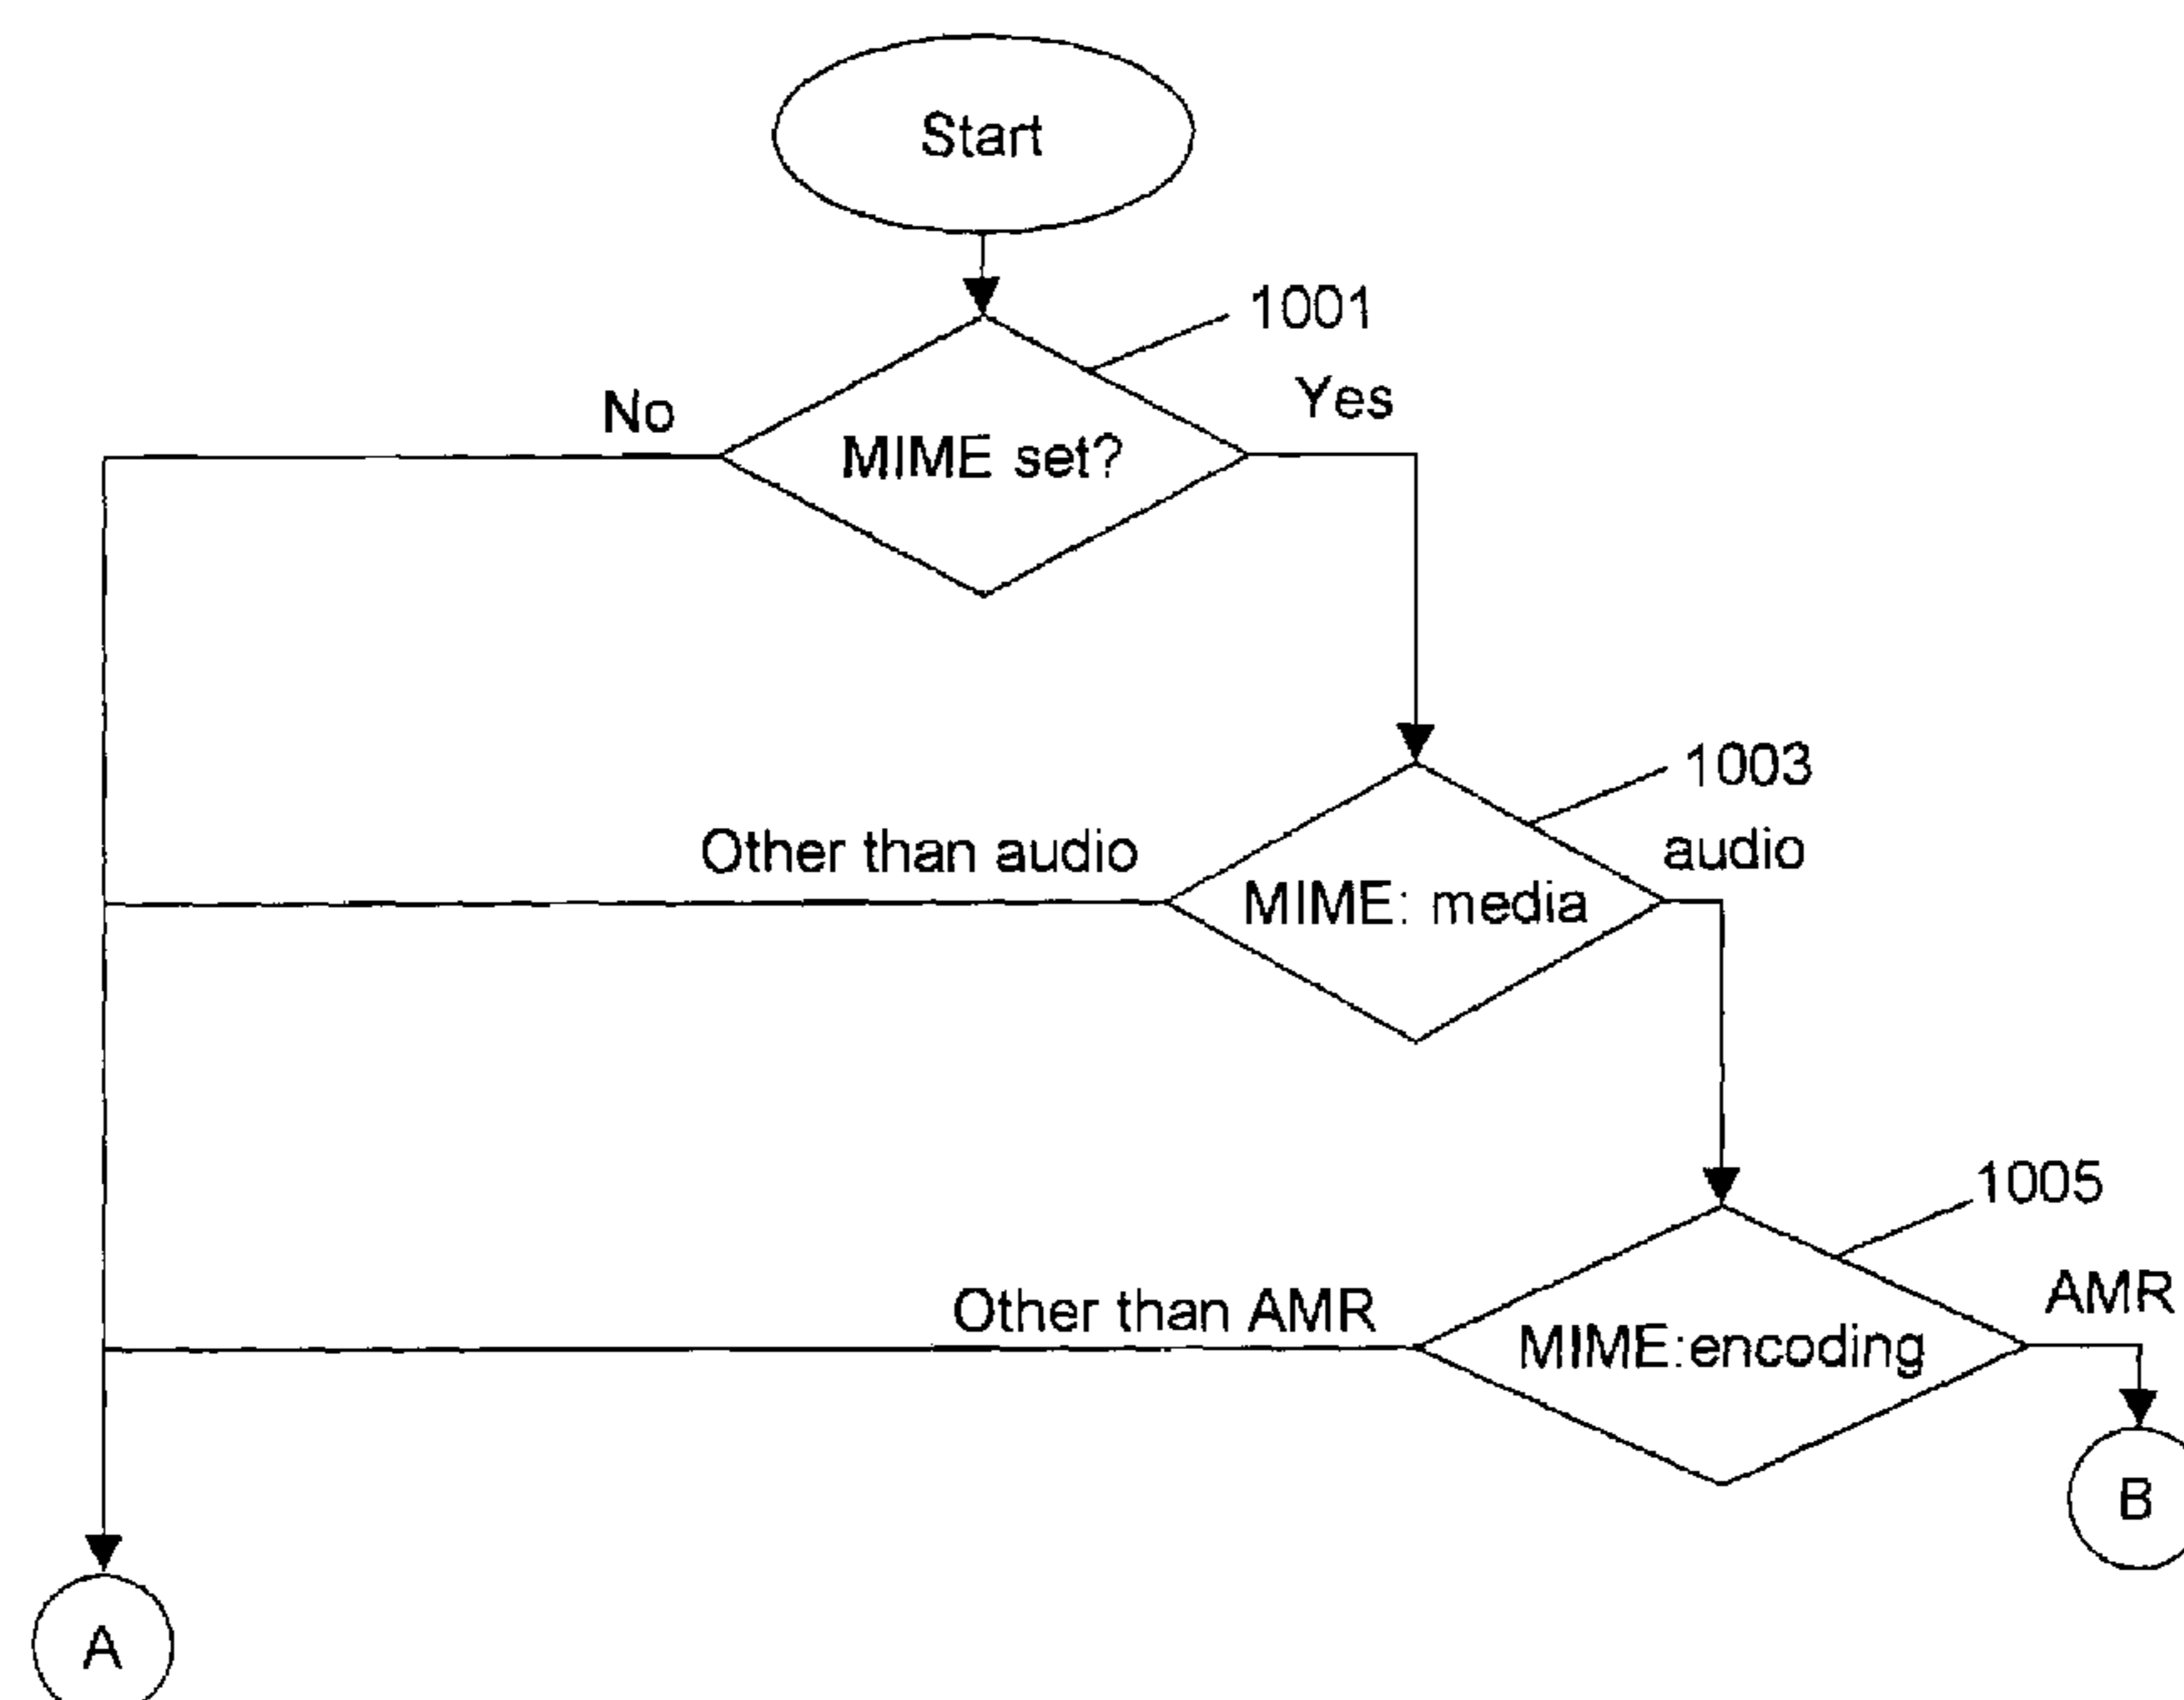 Start
1001
No
Yes
MIME set?
1003
Other than audio
audio
MIME: media
1005
Other than AMR
AMR
MIME:encoding
B
A